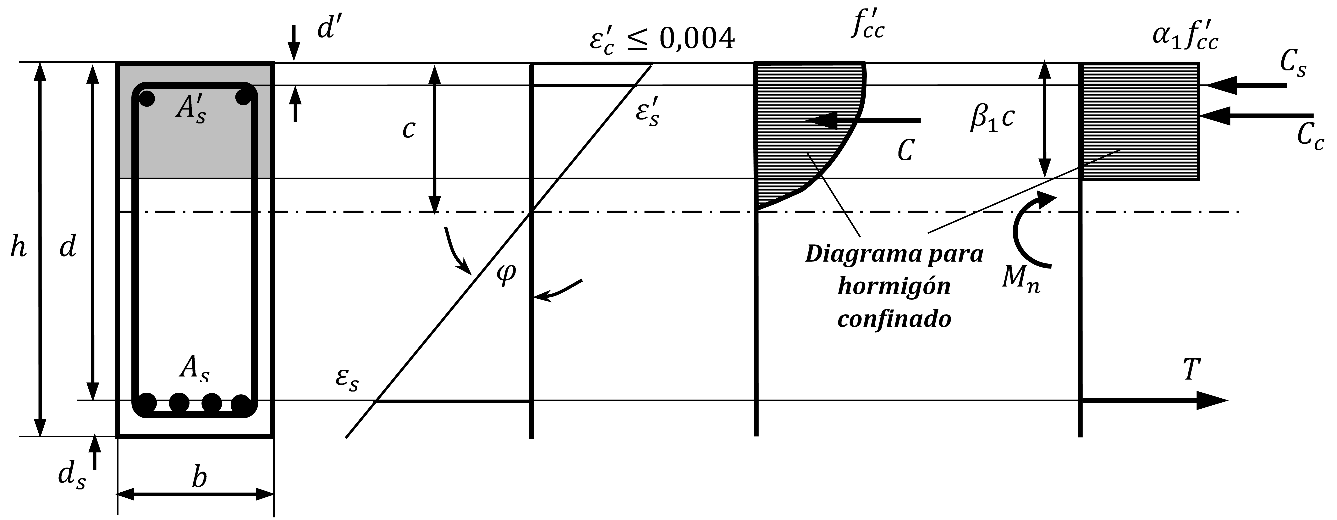 d′
ε′c ≤ 0,004
f′cc
α₁f′cc
Cs
A′s
c
ε′s
C
β₁c
Cc
h
d
φ
Diagrama para
hormigón
confinado
Mn
As
εs
T
ds
b